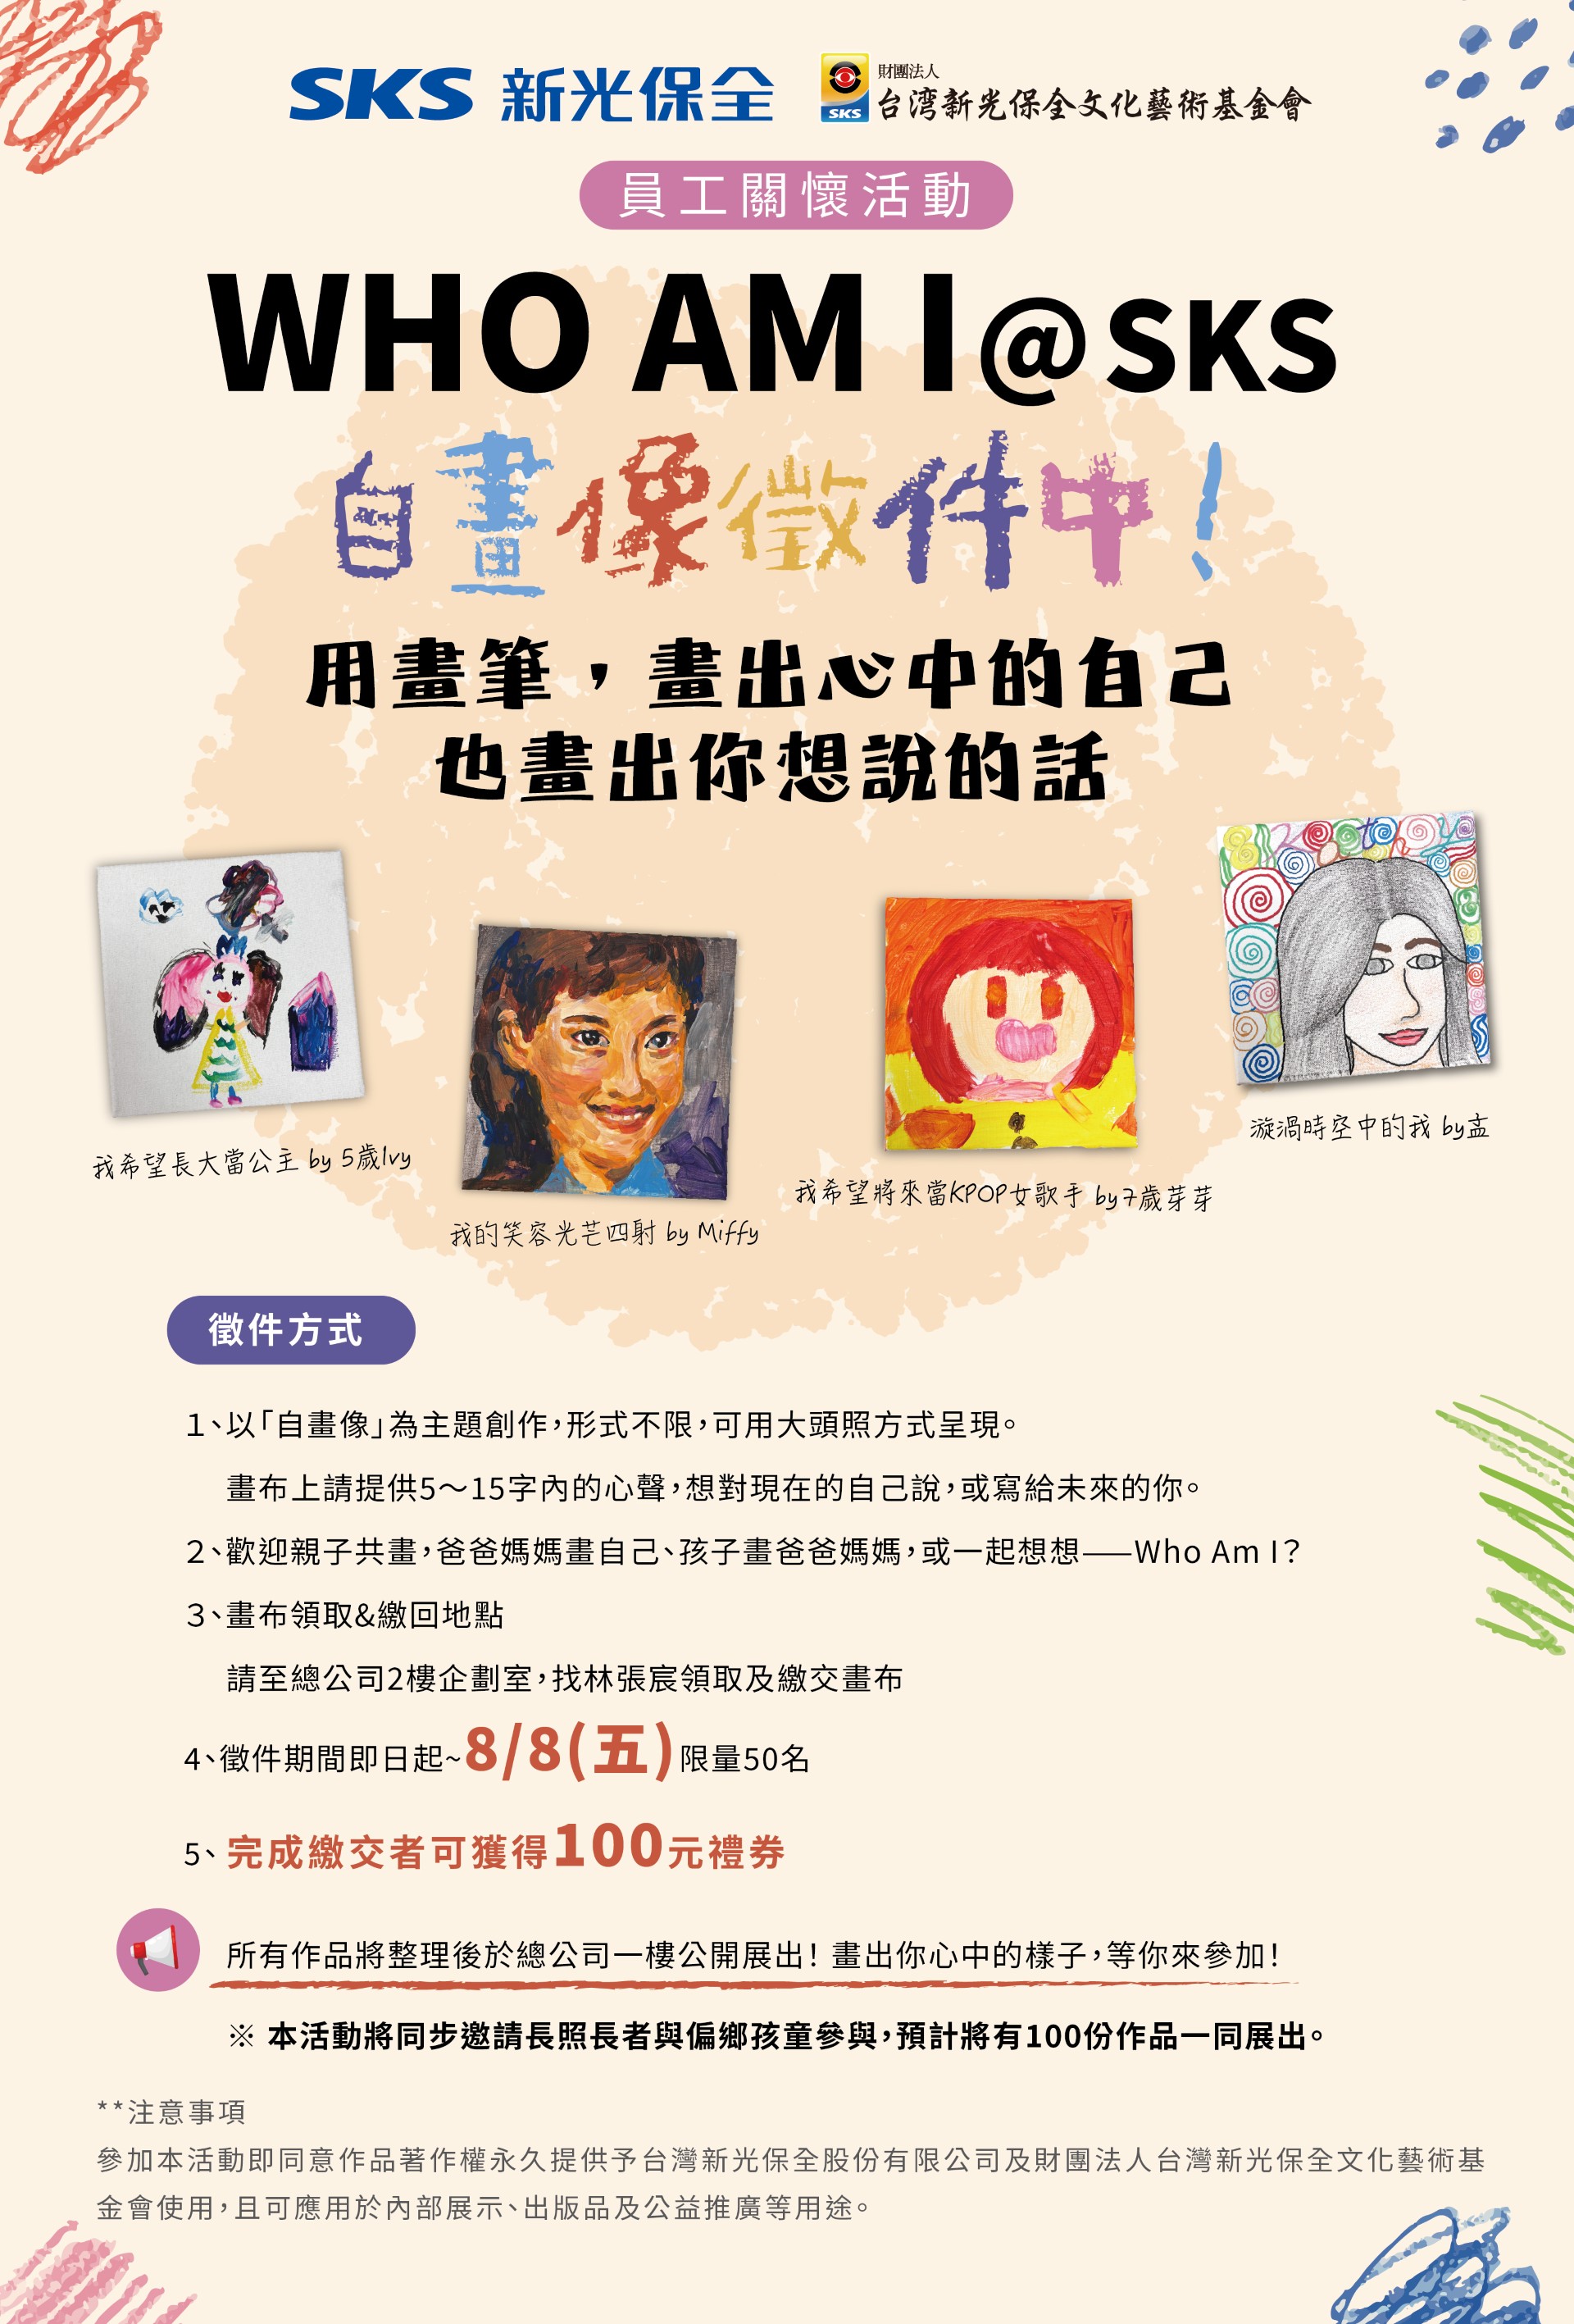 SKS 新光保全
SKS
財團法人
台湾新光保全文化藝術基金會
員工關懷活動
WHO AM I@SKS
自畫像徵件中!
用畫筆，畫出心中的自己
也畫出你想說的話
我希望長大當公主 by 5歲Ivy
我的笑容光芒四射 by Miffy
我希望將來當KPOP女歌手 by 7歲芽芽
漩渦時空中的我 by孟
徵件方式
1、以「自畫像」為主題創作，形式不限，可用大頭照方式呈現。
畫布上請提供5～15字內的心聲，想對現在的自己說，或寫給未來的你。
2、歡迎親子共畫，爸爸媽媽畫自己、孩子畫爸爸媽媽，或一起想想——Who Am I？
3、畫布領取&繳回地點
請至總公司2樓企劃室，找林張宸領取及繳交畫布
4、徵件期間即日起~8/8(五)限量50名
5、完成繳交者可獲得100元禮券
所有作品將整理後於總公司一樓公開展出！畫出你心中的樣子，等你來參加！
※ 本活動將同步邀請長照長者與偏鄉孩童參與，預計將有100份作品一同展出。
**注意事項
參加本活動即同意作品著作權永久提供予台灣新光保全股份有限公司及財團法人台灣新光保全文化藝術基
金會使用，且可應用於內部展示、出版品及公益推廣等用途。